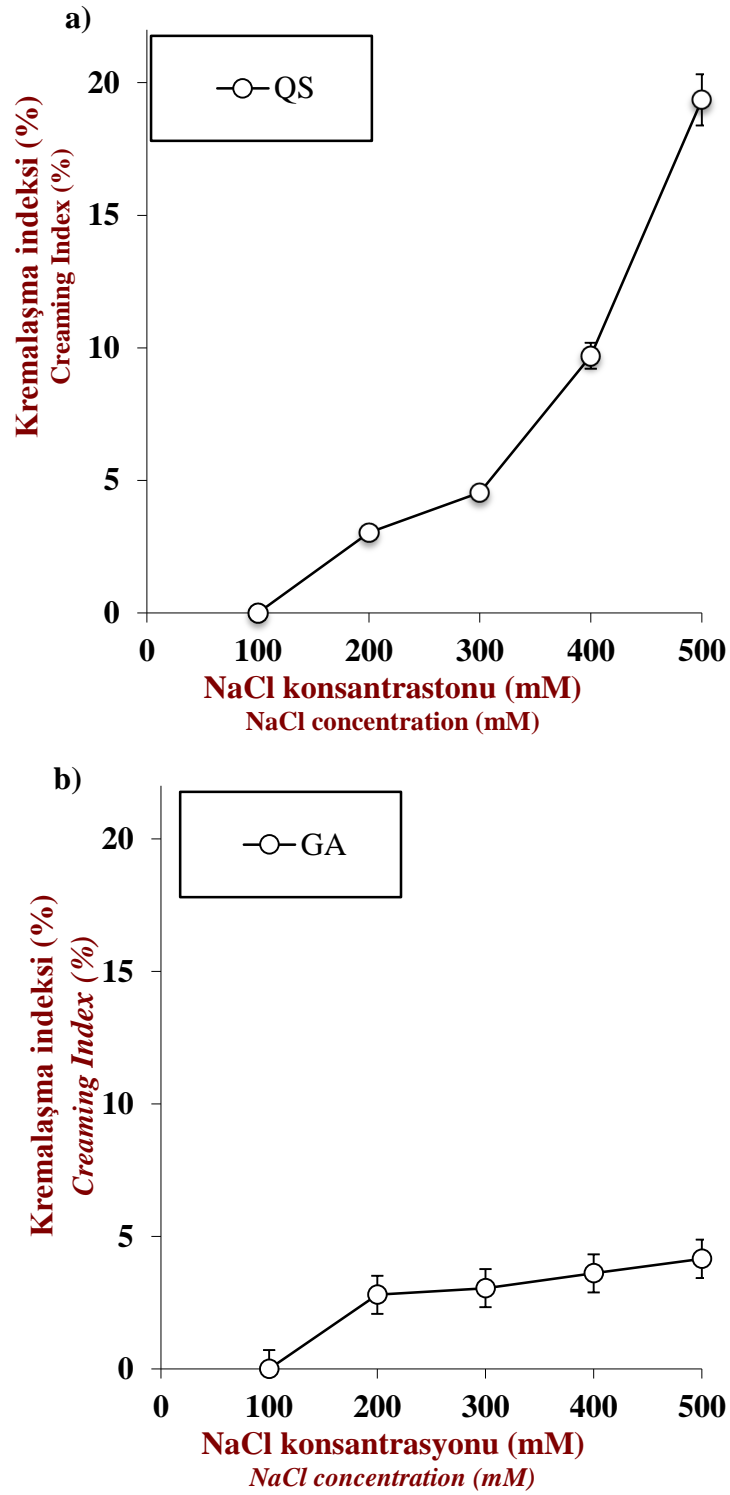 a)
QS
Kremalaşma indeksi (%)
Creaming Index (%)
20
15
10
5
0
0 100 200 300 400 500
NaCl konsantrastonu (mM)
NaCl concentration (mM)
b)
GA
Kremalaşma indeksi (%)
Creaming Index (%)
20
15
10
5
0
0 100 200 300 400 500
NaCl konsantrasyonu (mM)
NaCl concentration (mM)